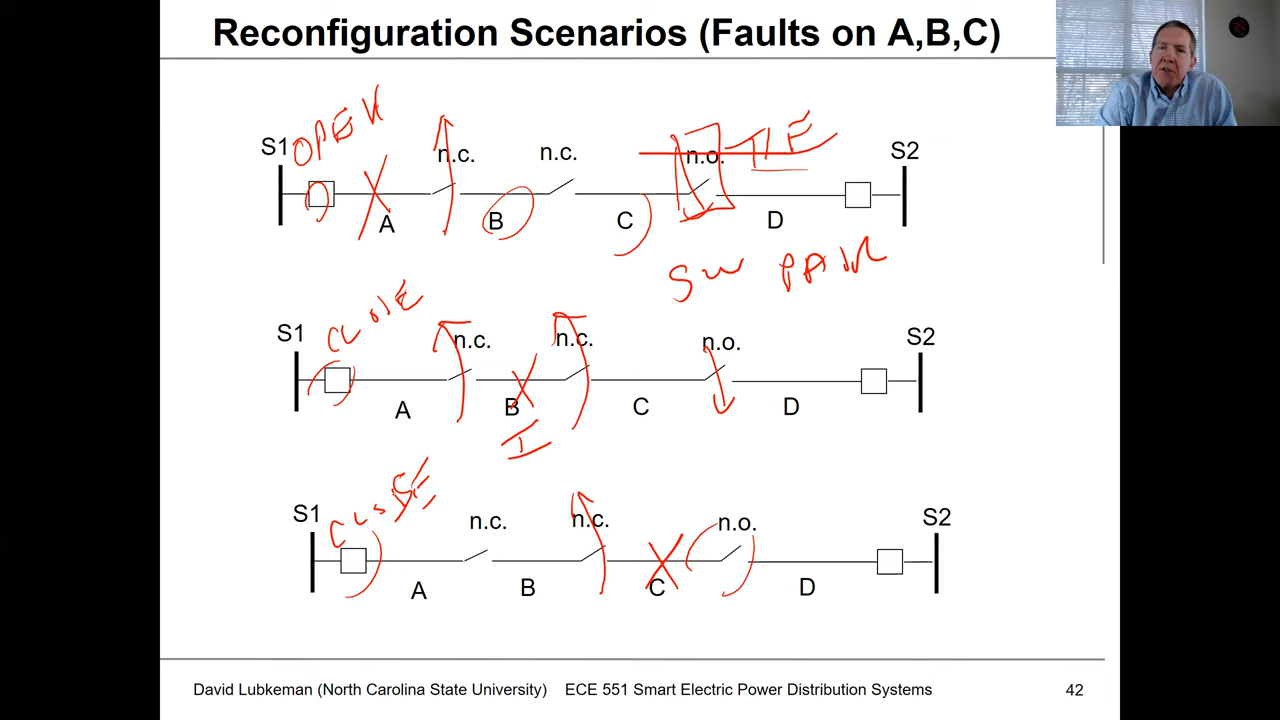 Reconfiguration Scenarios (Faults on A,B,C)
OPEN
TIE
S1 n.c. n.c. n.o. S2
A B C D
SW PAIR
CLOSE
S1 n.c. n.c. n.o. S2
A B C D
I
CLOSE
S1 n.c. n.c. n.o. S2
A B C D
David Lubkeman (North Carolina State University) ECE 551 Smart Electric Power Distribution Systems 42